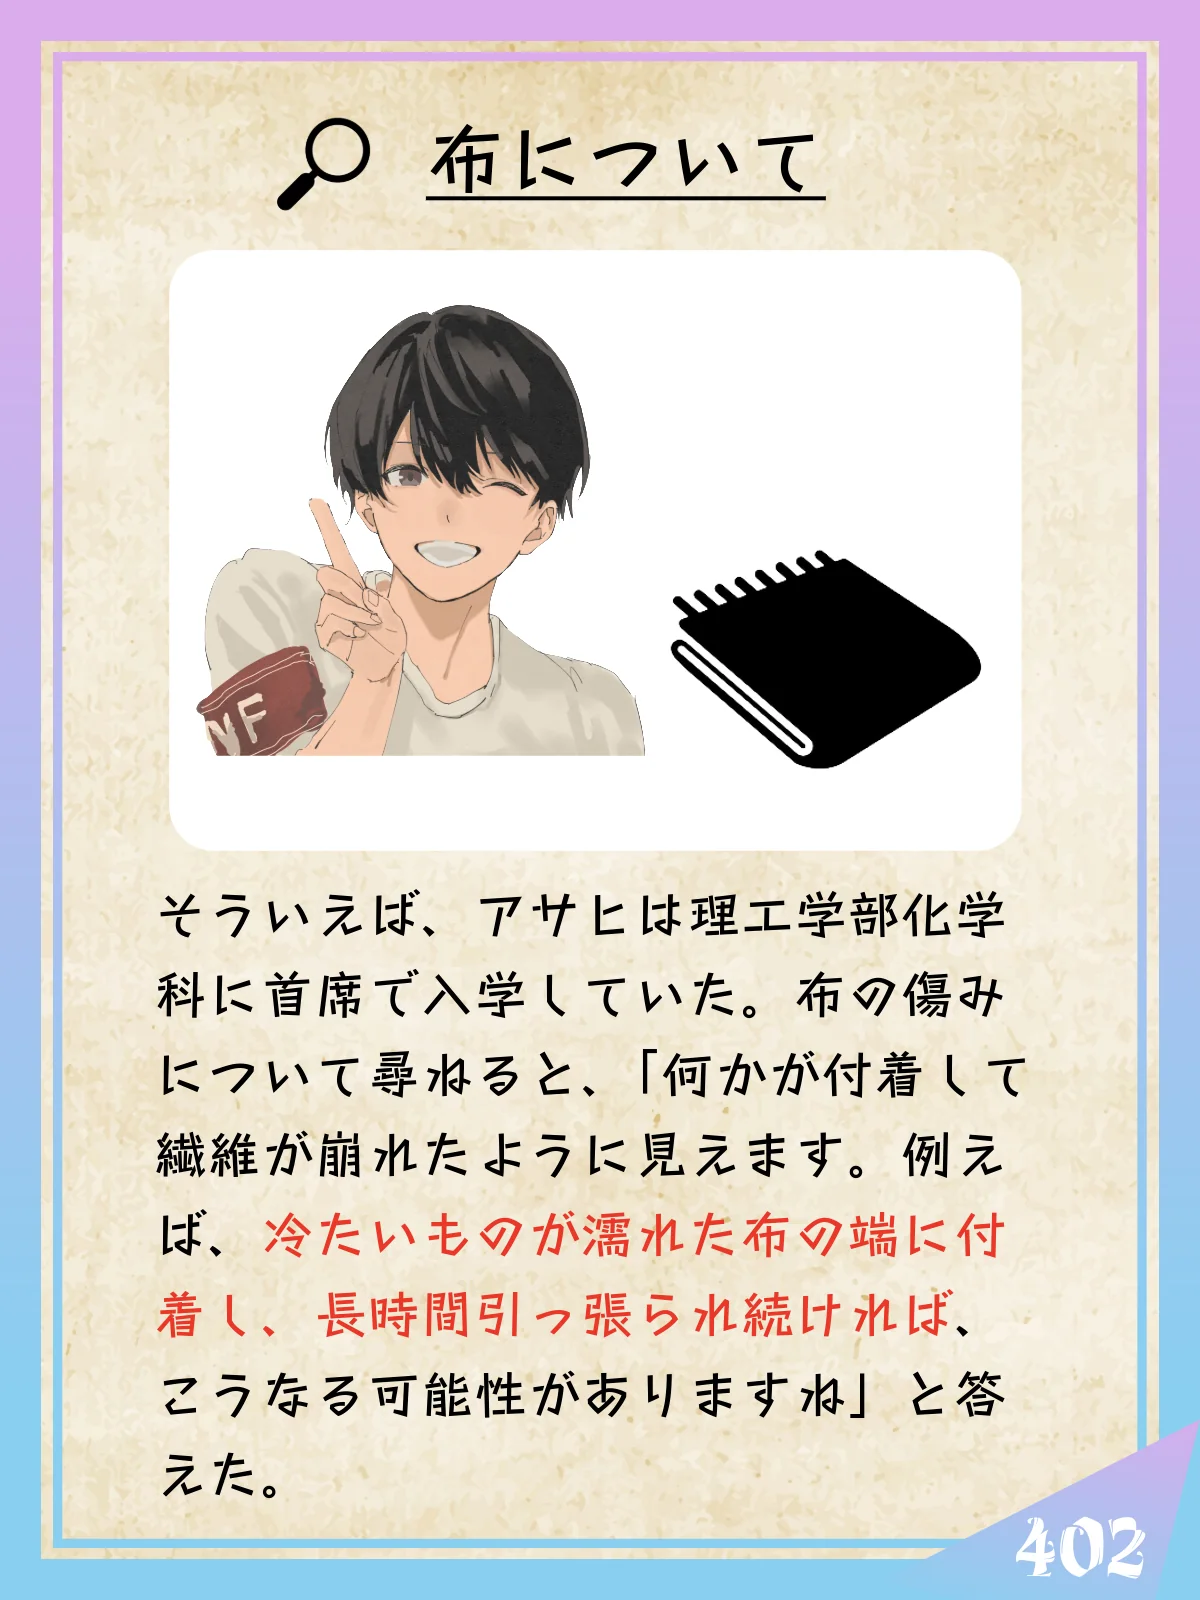 布について
NF
そういえば、アサヒは理工学部化学
科に首席で入学していた。布の傷み
について尋ねると、「何かが付着して
繊維が崩れたように見えます。例え
ば、冷たいものが濡れた布の端に付
着し、長時間引っ張られ続ければ、
こうなる可能性がありますね」と答
えた。
402